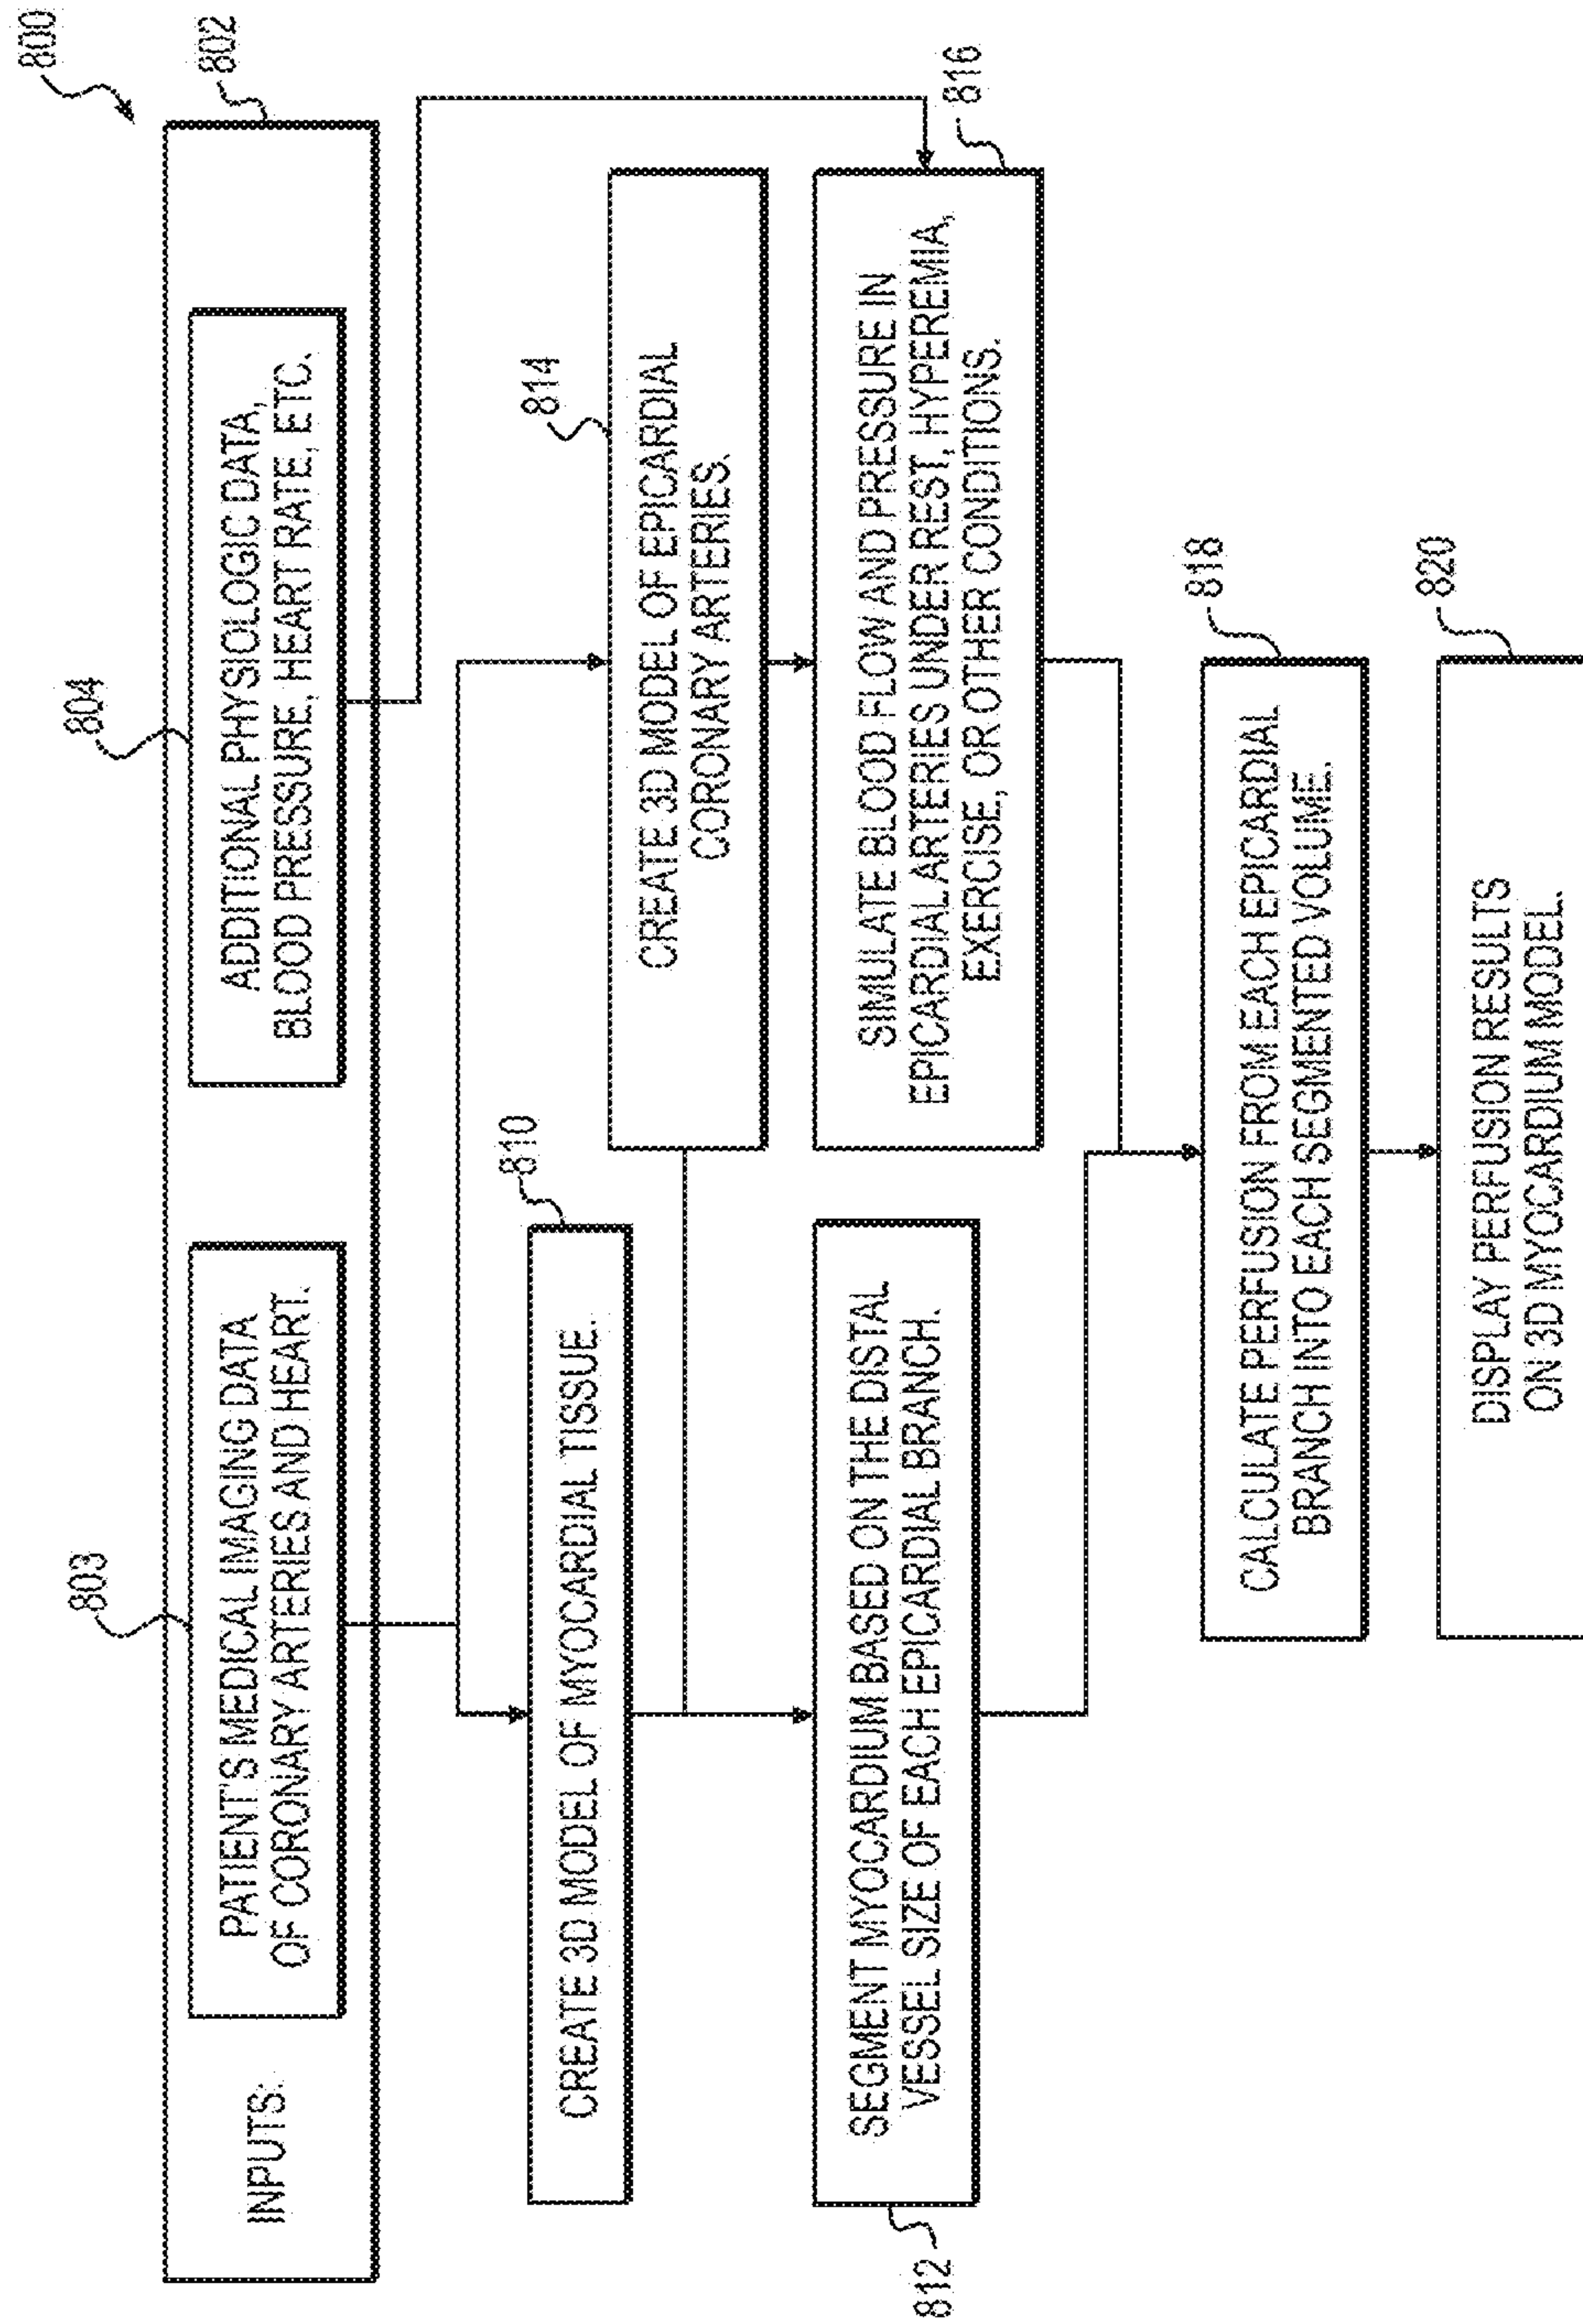 800
802
INPUTS:
803
PATIENT'S MEDICAL IMAGING DATA
OF CORONARY ARTERIES AND HEART.
804
ADDITIONAL PHYSIOLOGIC DATA,
BLOOD PRESSURE, HEART RATE, ETC.
810
CREATE 3D MODEL OF MYOCARDIAL TISSUE.
814
CREATE 3D MODEL OF EPICARDIAL
CORONARY ARTERIES.
812
SEGMENT MYOCARDIUM BASED ON THE DISTAL
VESSEL SIZE OF EACH EPICARDIAL BRANCH.
816
SIMULATE BLOOD FLOW AND PRESSURE IN
EPICARDIAL ARTERIES UNDER REST, HYPEREMIA,
EXERCISE, OR OTHER CONDITIONS.
818
CALCULATE PERFUSION FROM EACH EPICARDIAL
BRANCH INTO EACH SEGMENTED VOLUME.
820
DISPLAY PERFUSION RESULTS
ON 3D MYOCARDIUM MODEL.